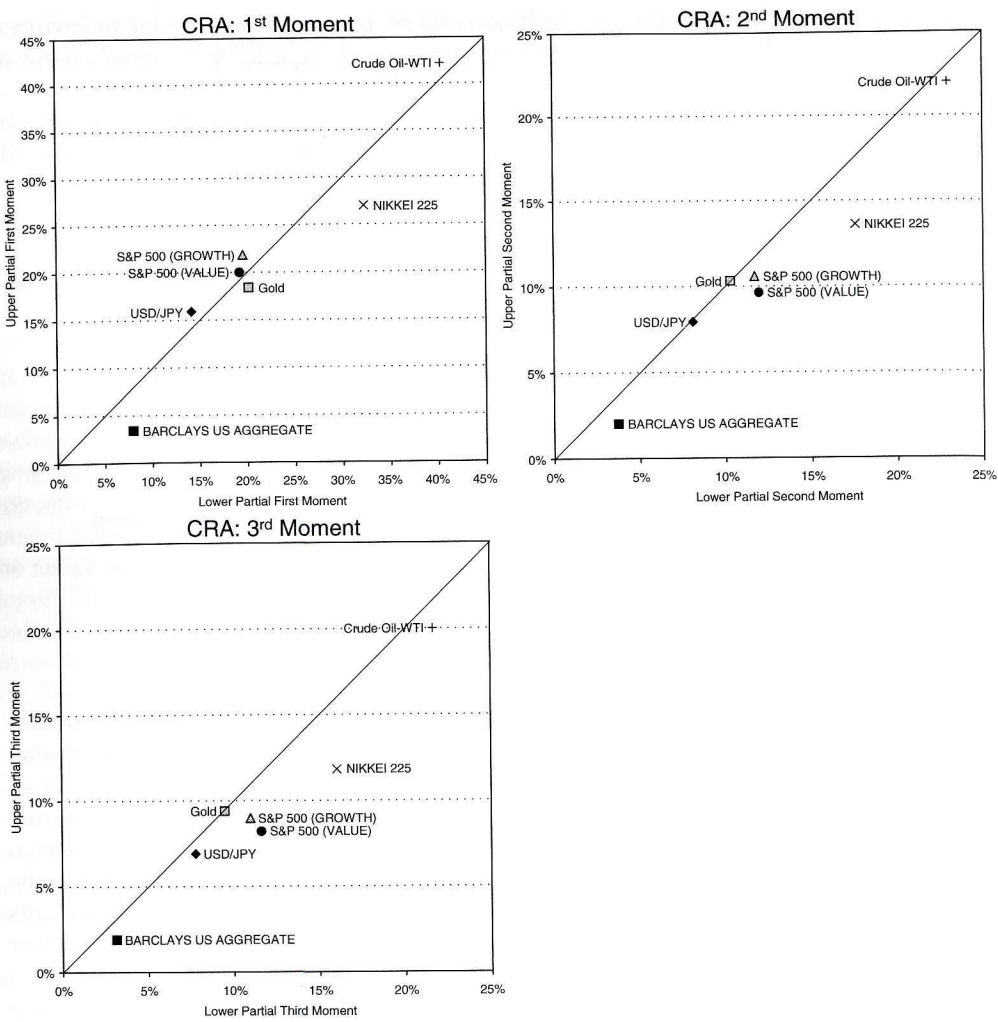 CRA: 1st Moment
45%
40%
35%
30%
25%
20%
15%
10%
5%
0%
Upper Partial First Moment
Crude Oil-WTI
NIKKEI 225
S&P 500 (GROWTH)
S&P 500 (VALUE)
Gold
USD/JPY
BARCLAYS US AGGREGATE
0% 5% 10% 15% 20% 25% 30% 35% 40% 45%
Lower Partial First Moment
CRA: 2nd Moment
25%
20%
15%
10%
5%
0%
Upper Partial Second Moment
Crude Oil-WTI
NIKKEI 225
Gold
S&P 500 (GROWTH)
S&P 500 (VALUE)
USD/JPY
BARCLAYS US AGGREGATE
0% 5% 10% 15% 20% 25%
Lower Partial Second Moment
CRA: 3rd Moment
25%
20%
15%
10%
5%
0%
Upper Partial Third Moment
Crude Oil-WTI
NIKKEI 225
Gold
S&P 500 (GROWTH)
S&P 500 (VALUE)
USD/JPY
BARCLAYS US AGGREGATE
0% 5% 10% 15% 20% 25%
Lower Partial Third Moment